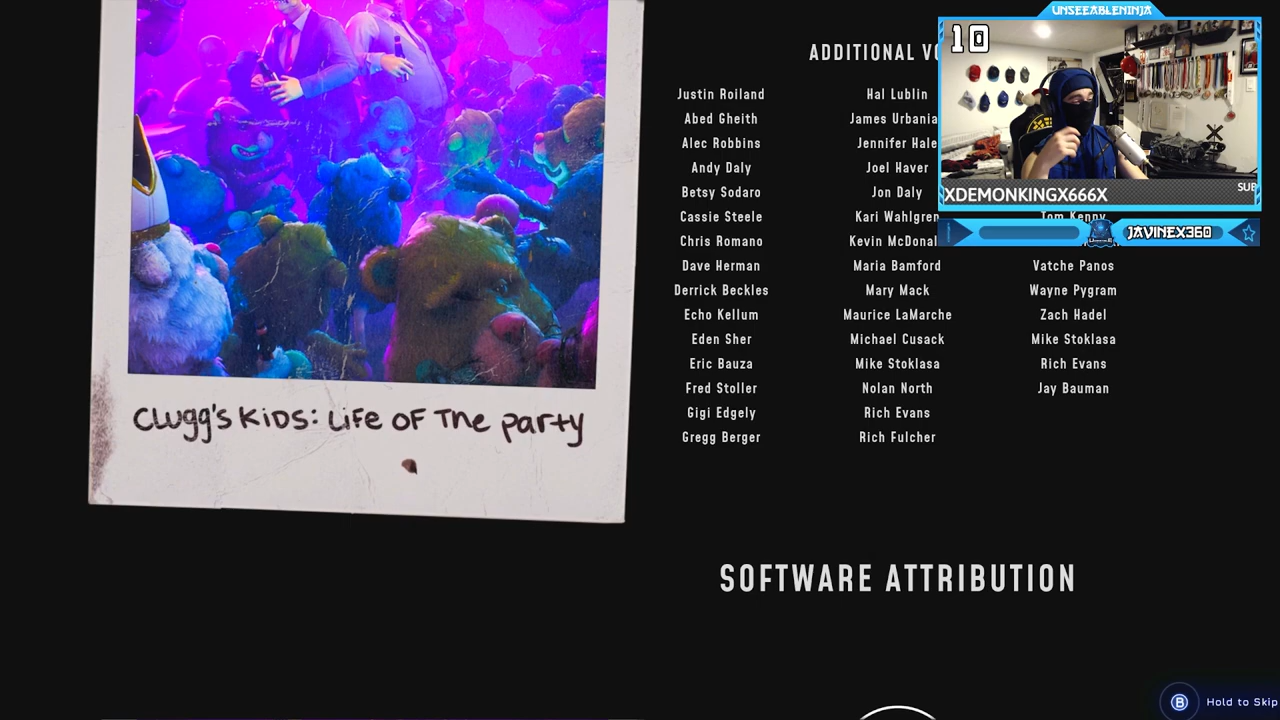 UNSEEABLENINJA
10
XDEMONKINGX666X
SUB
JAVINEX360
ADDITIONAL VO
Justin Roiland
Abed Gheith
Alec Robbins
Andy Daly
Betsy Sodaro
Cassie Steele
Chris Romano
Dave Herman
Derrick Beckles
Echo Kellum
Eden Sher
Eric Bauza
Fred Stoller
Gigi Edgely
Gregg Berger
Hal Lublin
James Urbania
Jennifer Hale
Joel Haver
Jon Daly
Kari Wahlgren
Kevin McDonal
Maria Bamford
Mary Mack
Maurice LaMarche
Michael Cusack
Mike Stoklasa
Nolan North
Rich Evans
Rich Fulcher
Tom Kenny
Vatche Panos
Wayne Pygram
Zach Hadel
Mike Stoklasa
Rich Evans
Jay Bauman
Clugg's KiDS: LiFe OF The party
SOFTWARE ATTRIBUTION
B Hold to Skip